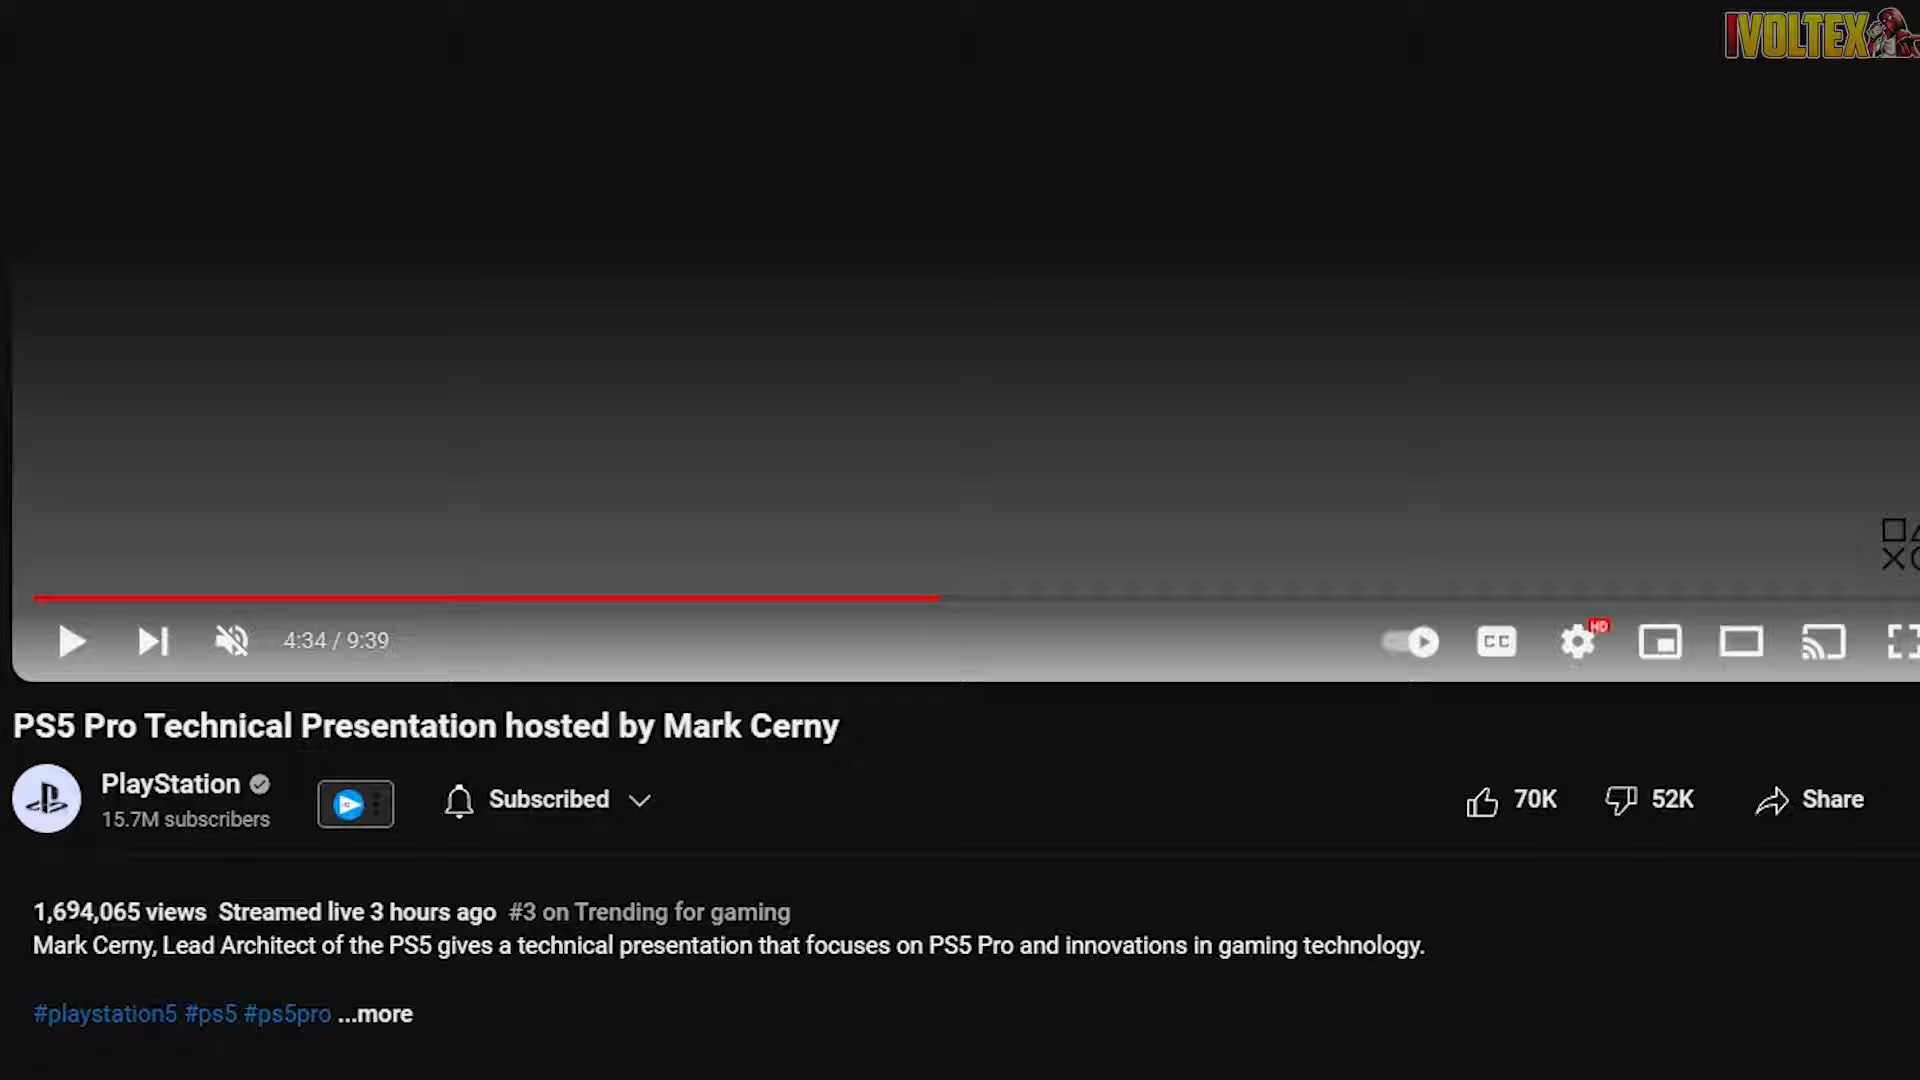 IVOLTEX
4:34 / 9:39
CC
HD
PS5 Pro Technical Presentation hosted by Mark Cerny
PlayStation
15.7M subscribers
Subscribed
70K
52K
Share
1,694,065 views Streamed live 3 hours ago #3 on Trending for gaming
Mark Cerny, Lead Architect of the PS5 gives a technical presentation that focuses on PS5 Pro and innovations in gaming technology.
#playstation5 #ps5 #ps5pro ...more